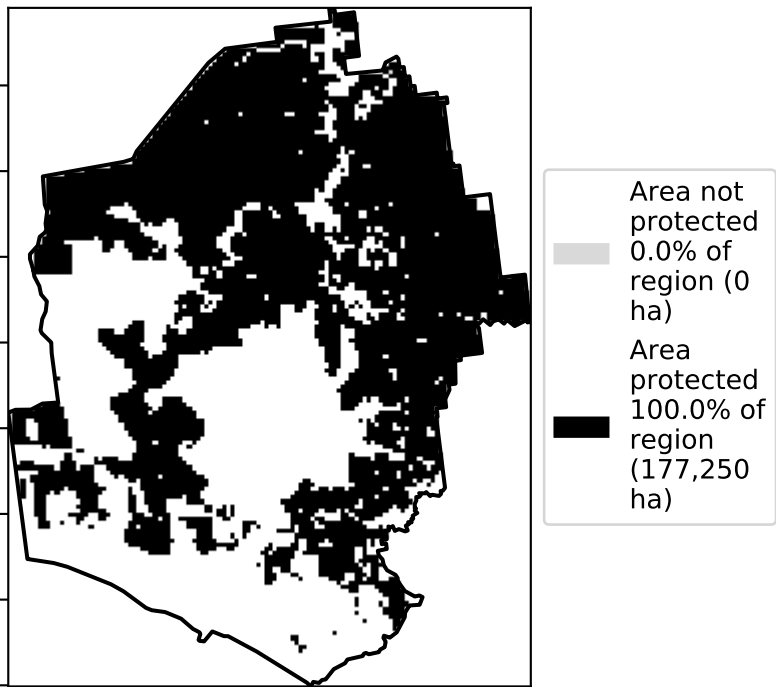 Area not
protected
0.0% of
region (0
ha)
Area
protected
100.0% of
region
(177,250
ha)